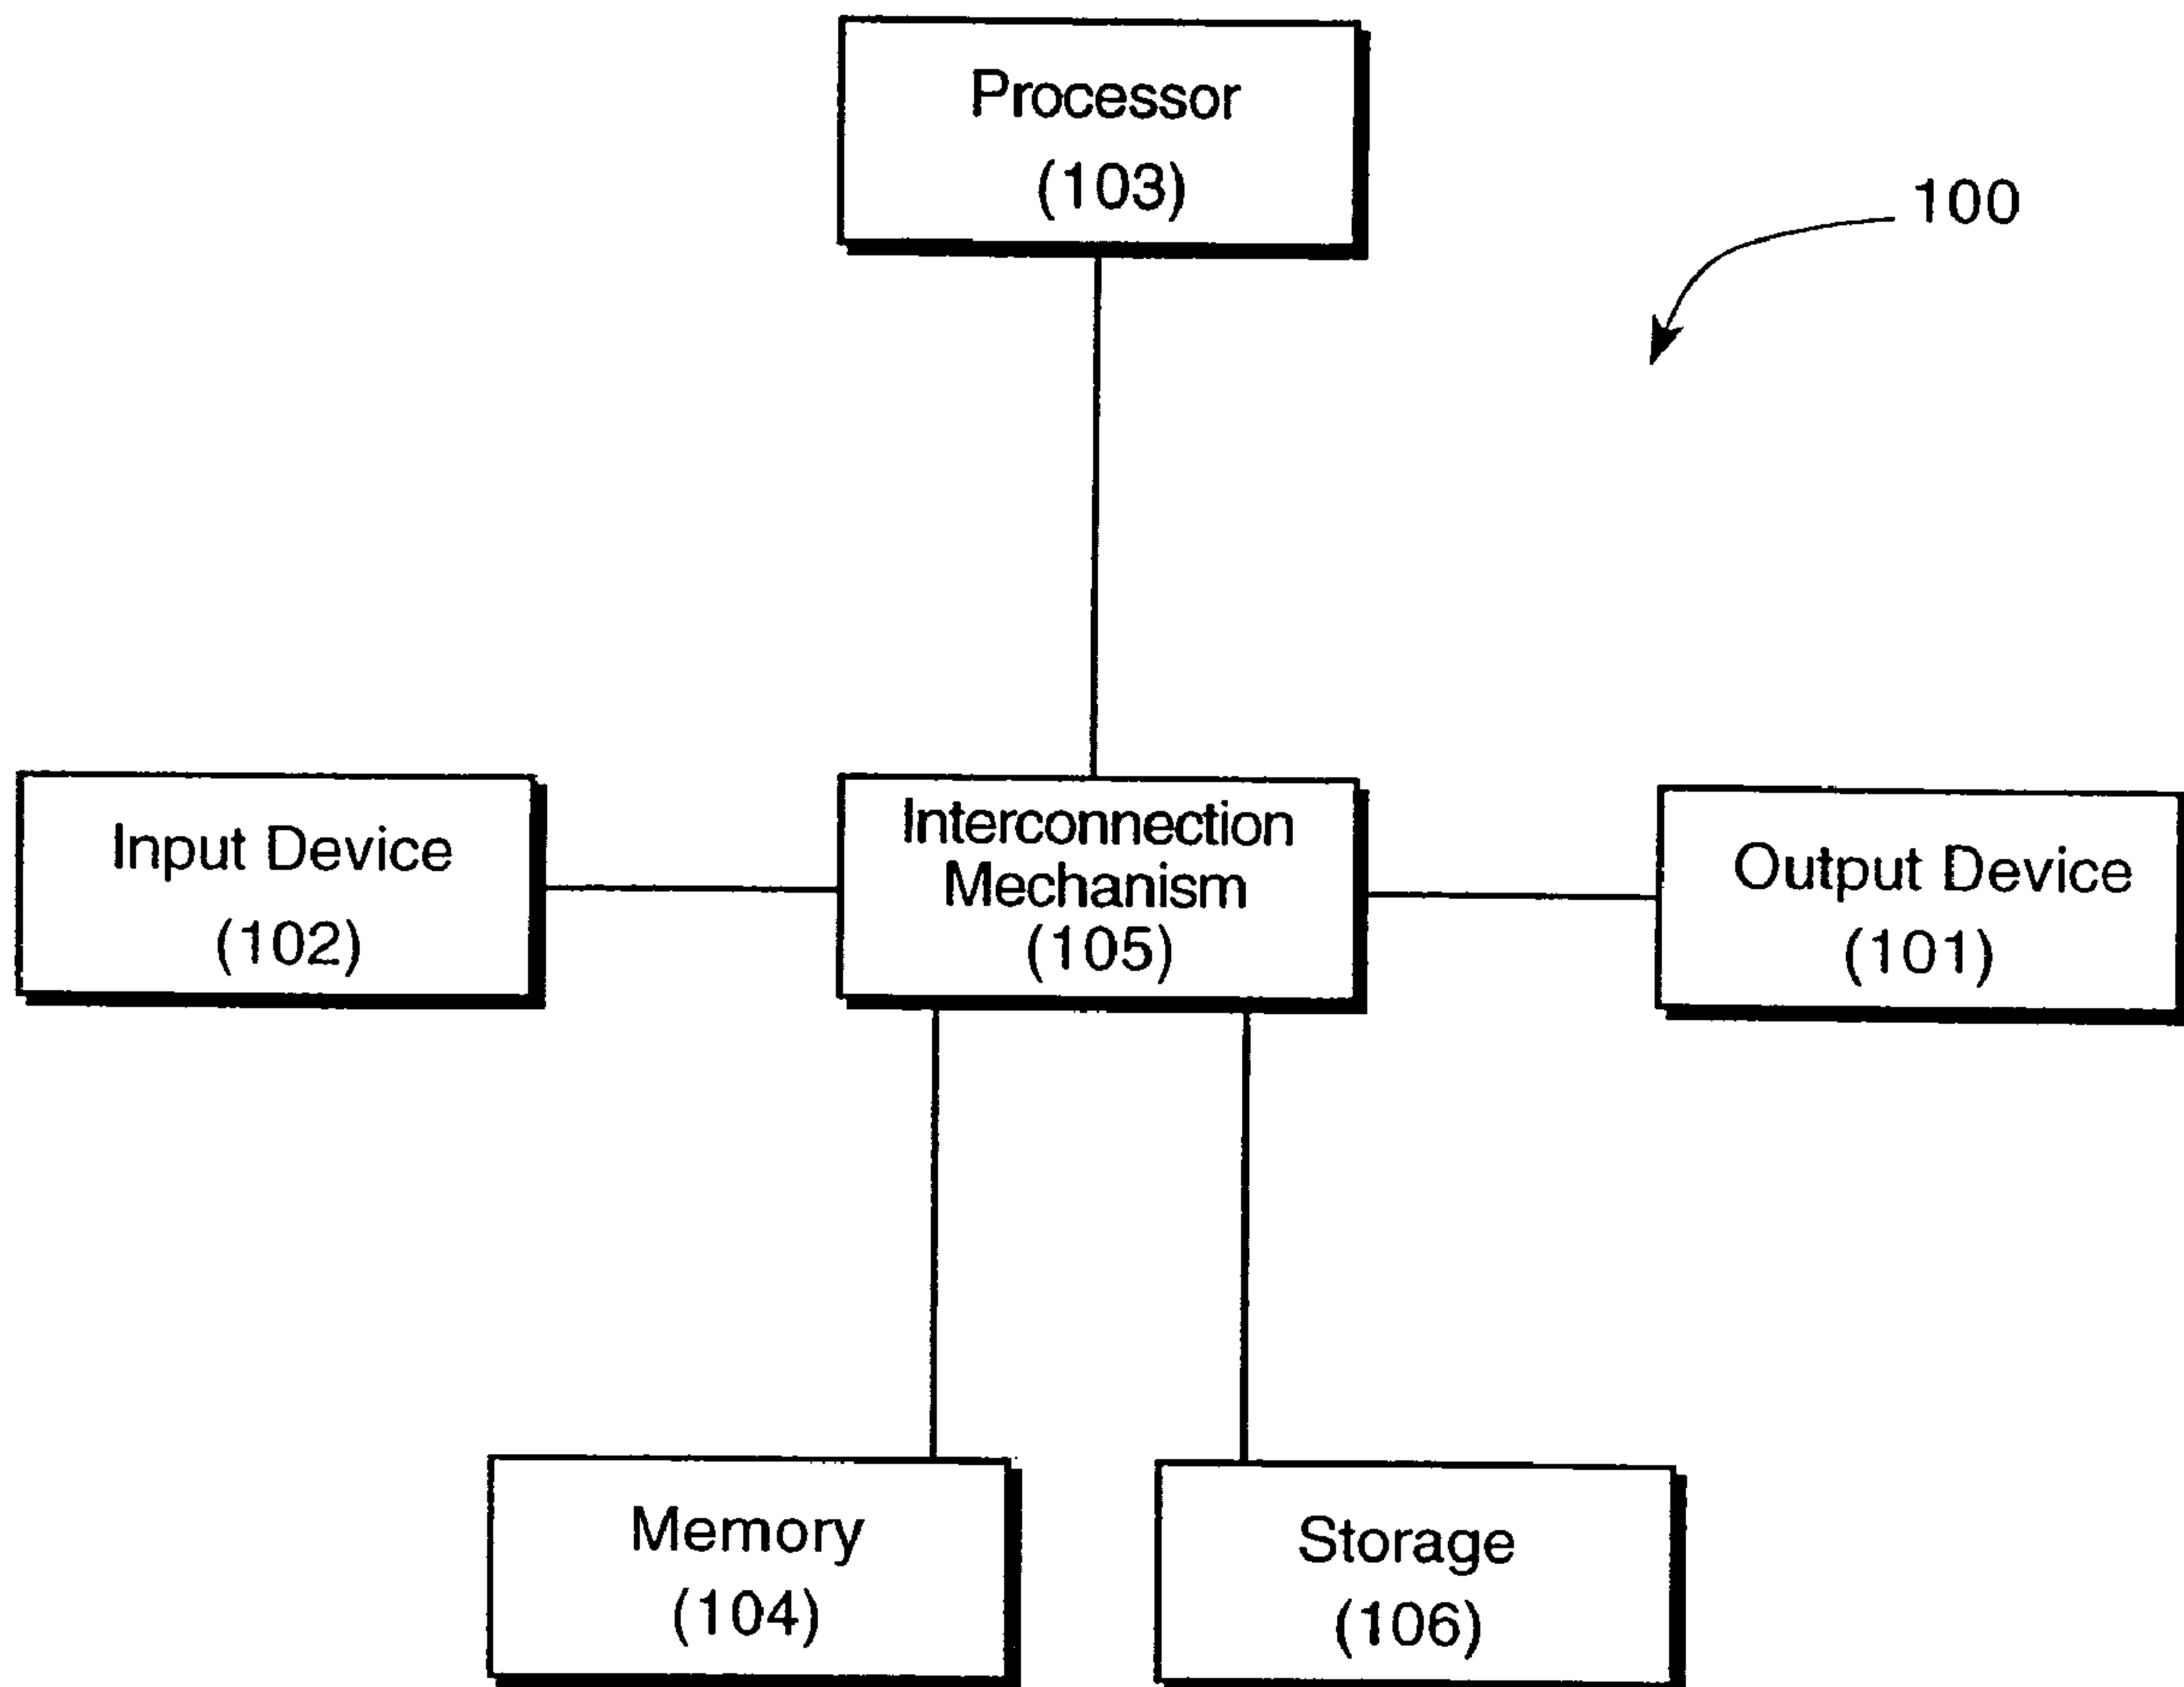 Processor
(103)
100
Input Device
(102)
Interconnection
Mechanism
(105)
Output Device
(101)
Memory
(104)
Storage
(106)